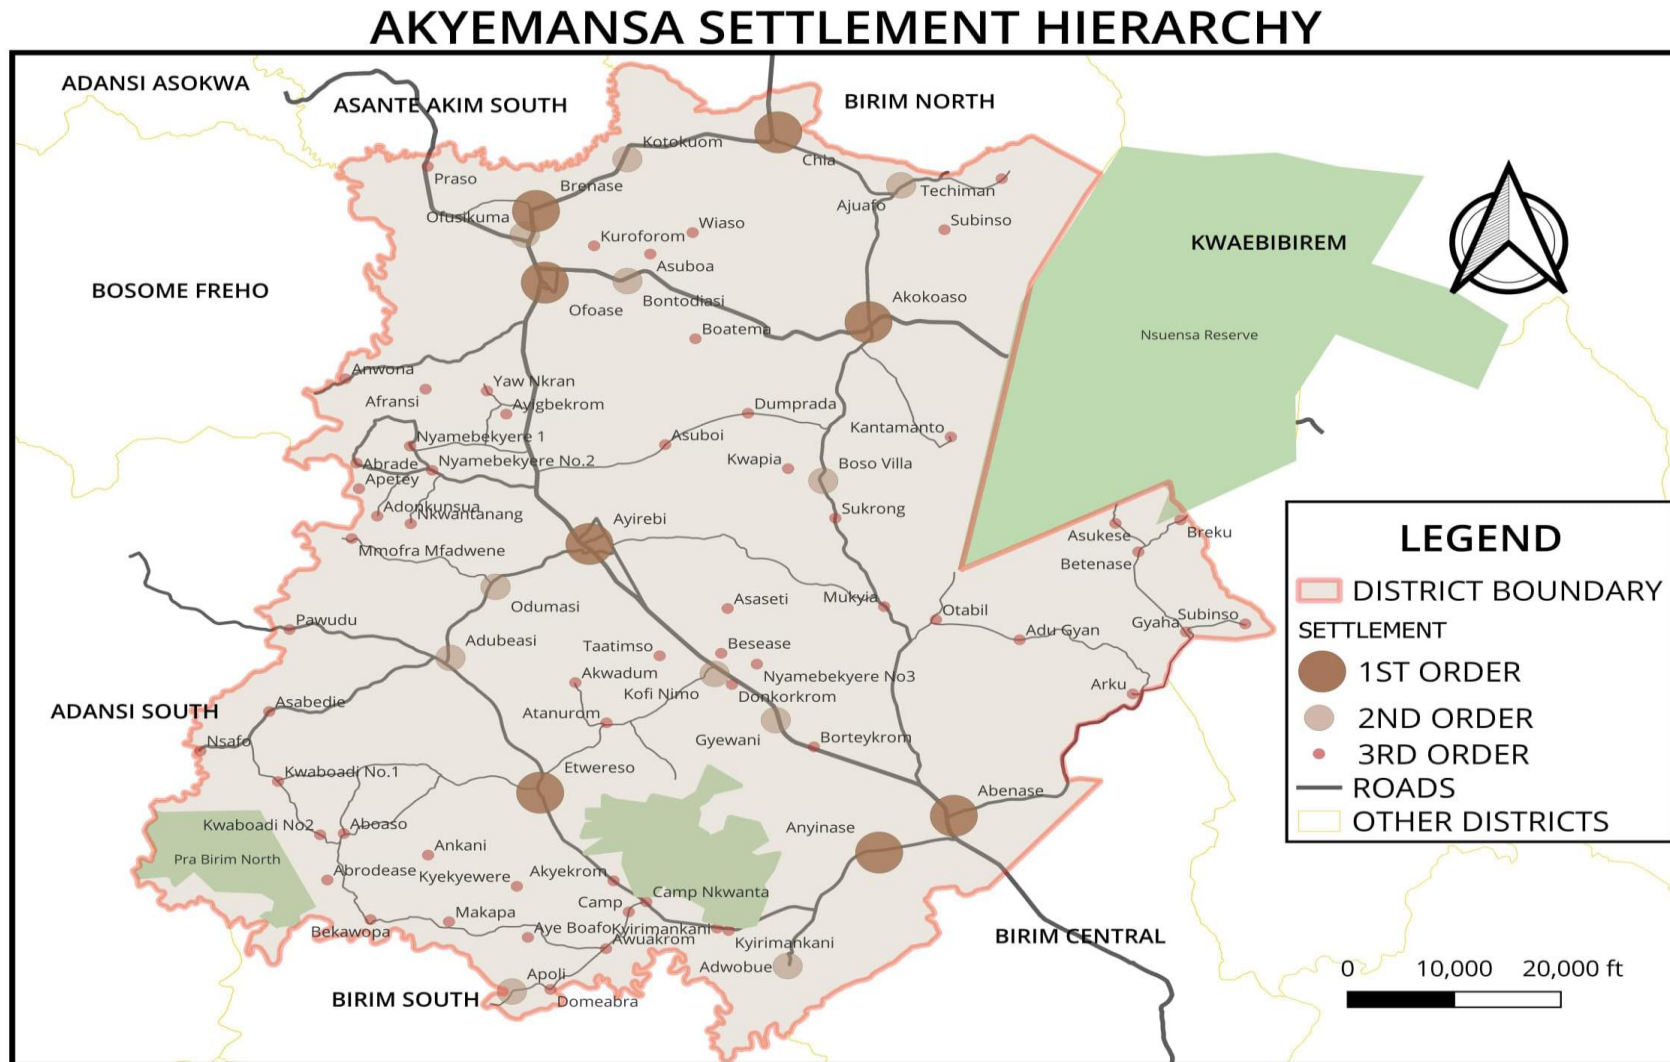 AKYEMANSA SETTLEMENT HIERARCHY
ADANSI ASOKWA
ASANTE AKIM SOUTH
BIRIM NORTH
Kotokuom
Chia
Praso
Brenase
Techiman
Ajuafo
Ofusikuma
Wiaso
Subinso
Kuroforom
KWAEBIBIREM
Asuboa
BOSOME FREHO
Bontodiasi
Akokoaso
Ofoase
Boatema
Nsuensa Reserve
Anwona
Yaw Nkran
Afransi
Ayigbekrom
Dumprada
Kantamanto
Nyamebekyere 1
Asuboi
Abrade
Nyamebekyere No.2
Kwapia
Boso Villa
Apetey
Adonkunsua
Nkwantanang
Sukrong
Ayirebi
Asukese
Breku
Mmofra Mfadwene
Betenase
Odumasi
Asaseti
Mukyia
Otabil
Pawudu
Gyaha
Subinso
Adu Gyan
Adubeasi
Taatimso
Besease
Akwadum
Nyamebekyere No3
Kofi Nimo
Donkorkrom
Arku
Asabedie
ADANSI SOUTH
Atanurom
Nsafo
Gyewani
Borteykrom
Kwaboadi No.1
Etwereso
Abenase
Kwaboadi No2
Aboaso
Anyinase
Pra Birim North
Ankani
Abrodease
Kyekyewere
Akyekrom
Camp Nkwanta
Camp
Makapa
Bekawopa
Aye Boafo
Kyirimankani
Awuakrom
Kyirimankani
BIRIM CENTRAL
Adwobue
Apoli
BIRIM SOUTH
Domeabra
LEGEND
DISTRICT BOUNDARY
SETTLEMENT
1ST ORDER
2ND ORDER
3RD ORDER
ROADS
OTHER DISTRICTS
0 10,000 20,000 ft